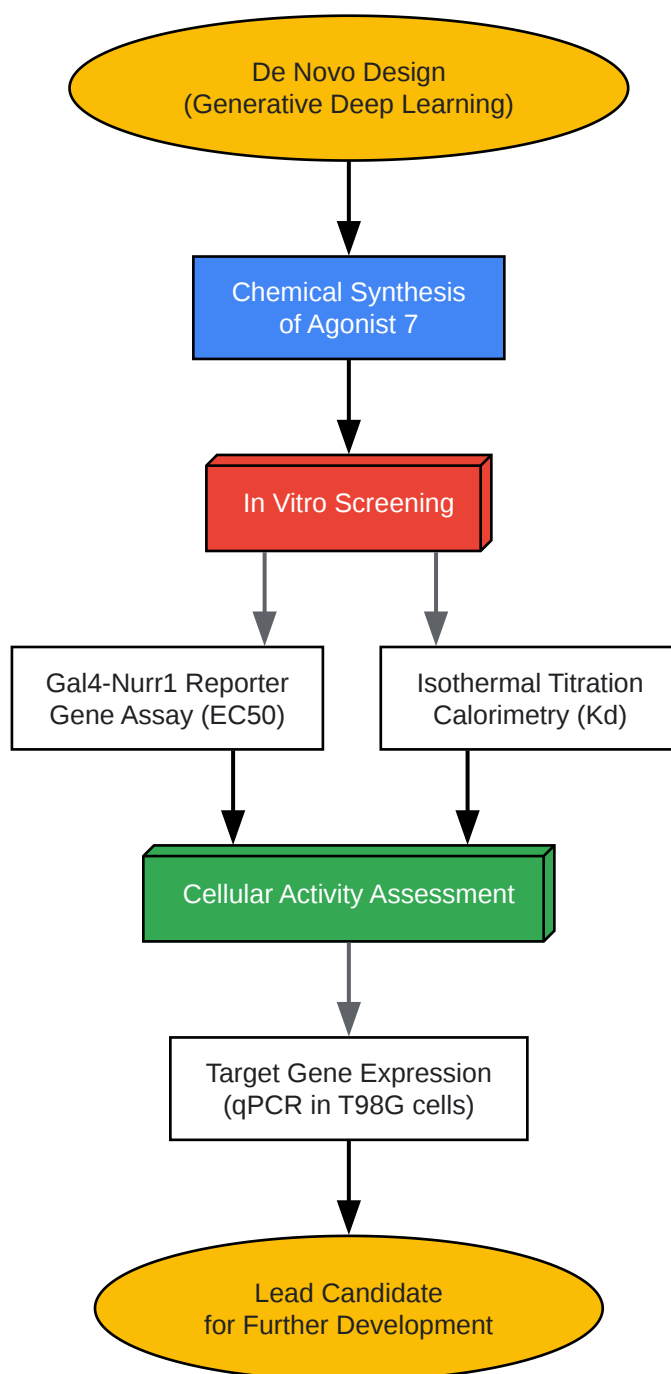 De Novo Design
(Generative Deep Learning)
Chemical Synthesis
of Agonist 7
In Vitro Screening
Gal4-Nurr1 Reporter
Gene Assay (EC50)
Isothermal Titration
Calorimetry (Kd)
Cellular Activity Assessment
Target Gene Expression
(qPCR in T98G cells)
Lead Candidate
for Further Development